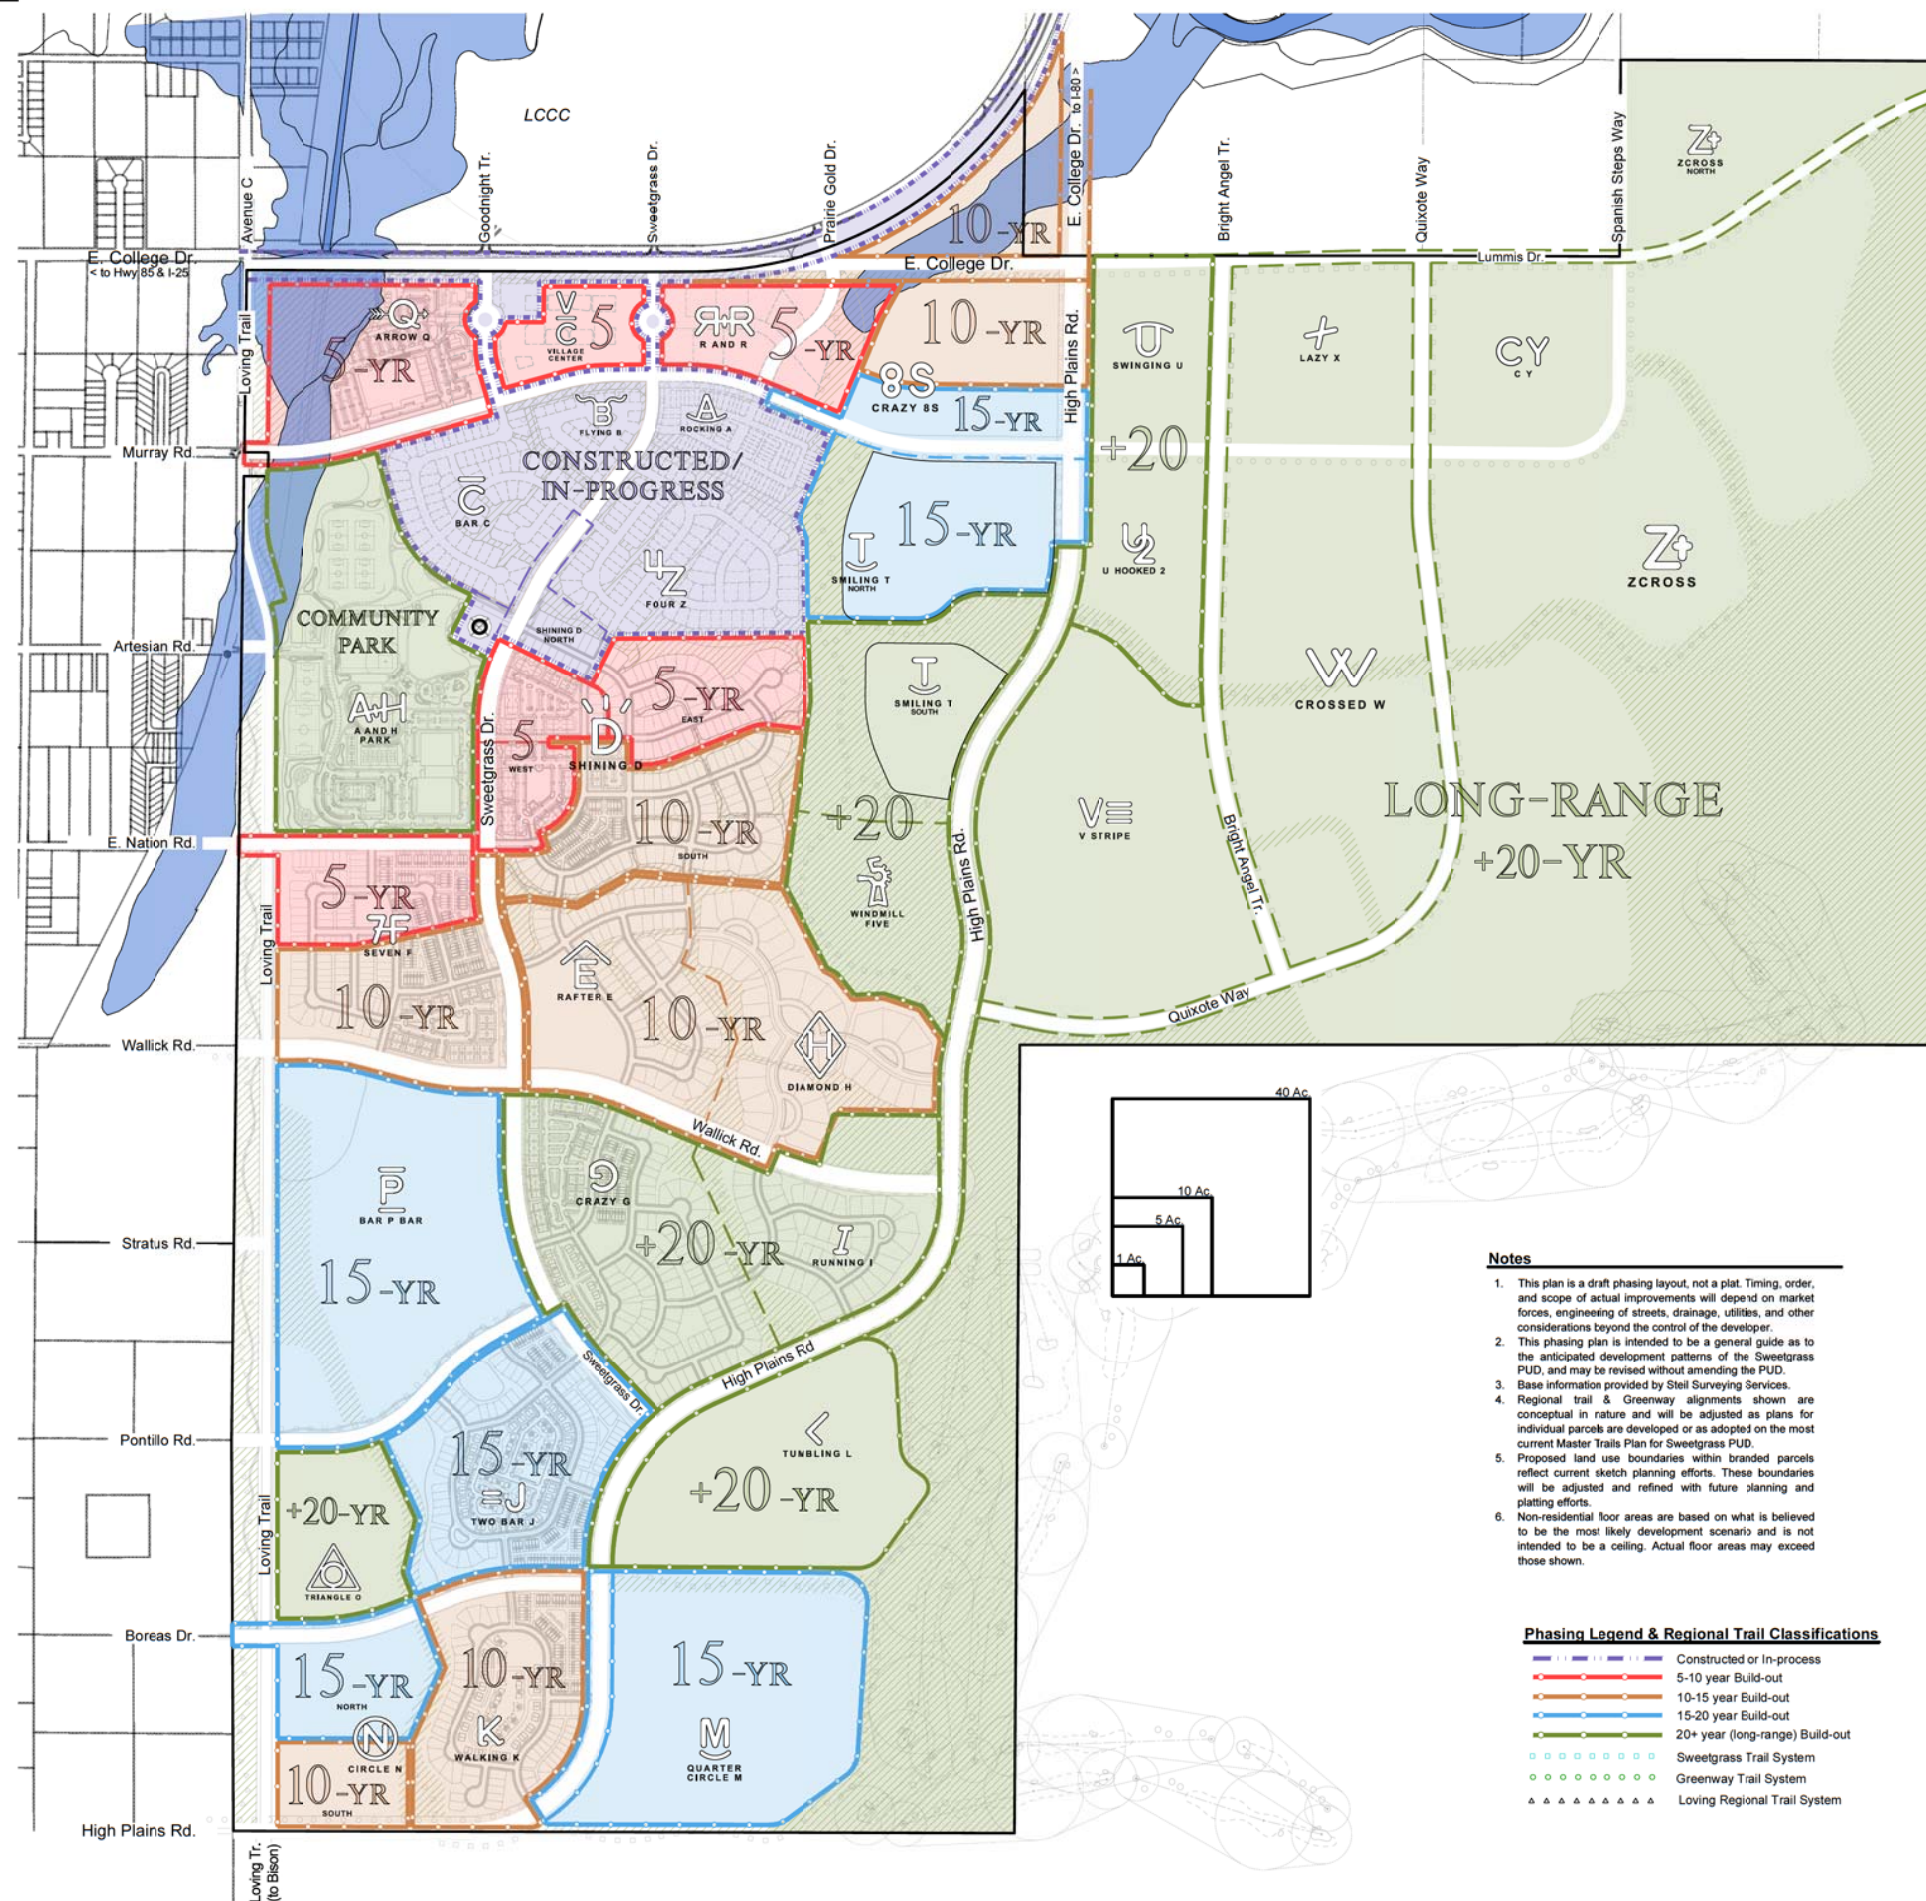 LCCC
Avenue C
Goodnight Tr.
Sweetgrass Dr.
Prairie Gold Dr.
E. College Dr. to I-80 >
Bright Angel Tr.
Quixote Way
Spanish Steps Way
ZCROSS
NORTH
E. College Dr.
< to Hwy 85 & I-25
10-YR
E. College Dr.
Lummis Dr.
Loving Trail
Q
ARROW Q
5-YR
V
C
VILLAGE
CENTER
5
R+R
R AND R
5-YR
10-YR
High Plains Rd.
SWINGING U
LAZY X
CY
C Y
8S
CRAZY 8S
15-YR
B
FLYING B
A
ROCKING A
CONSTRUCTED/
IN-PROGRESS
+20
Murray Rd.
C
BAR C
15-YR
T
SMILING T
NORTH
U2
U HOOKED 2
ZCROSS
4Z
FOUR Z
COMMUNITY
PARK
SHINING D
NORTH
Artesian Rd.
5-YR
EAST
T
SMILING T
SOUTH
W
CROSSED W
A+H
A AND H
PARK
Sweetgrass Dr.
5
WEST
D
SHINING D
10-YR
SOUTH
+20
V
V STRIPE
LONG-RANGE
+20-YR
E. Nation Rd.
High Plains Rd.
Bright Angel Tr.
5-YR
7F
SEVEN F
WINDMILL
FIVE
Loving Trail
E
RAFTER E
10-YR
10-YR
H
DIAMOND H
Quixote Way
Wallick Rd.
Wallick Rd.
40 Ac.
10 Ac.
5 Ac.
1 Ac.
P
BAR P BAR
15-YR
G
CRAZY G
+20-YR
I
RUNNING I
Stratus Rd.
Sweetgrass Dr.
High Plains Rd
Pontillo Rd.
15-YR
J
TWO BAR J
TUMBLING L
+20-YR
Loving Trail
+20-YR
TRIANGLE O
Boreas Dr.
15-YR
NORTH
N
CIRCLE N
10-YR
K
WALKING K
15-YR
M
QUARTER
CIRCLE M
10-YR
SOUTH
High Plains Rd.
Loving Tr.
(to Bison)
Notes
1. This plan is a draft phasing layout, not a plat. Timing, order,
and scope of actual improvements will depend on market
forces, engineering of streets, drainage, utilities, and other
considerations beyond the control of the developer.
2. This phasing plan is intended to be a general guide as to
the anticipated development patterns of the Sweetgrass
PUD, and may be revised without amending the PUD.
3. Base information provided by Steil Surveying Services.
4. Regional trail & Greenway alignments shown are
conceptual in nature and will be adjusted as plans for
individual parcels are developed or as adopted on the most
current Master Trails Plan for Sweetgrass PUD.
5. Proposed land use boundaries within branded parcels
reflect current sketch planning efforts. These boundaries
will be adjusted and refined with future planning and
platting efforts.
6. Non-residential floor areas are based on what is believed
to be the most likely development scenario and is not
intended to be a ceiling. Actual floor areas may exceed
those shown.
Phasing Legend & Regional Trail Classifications
Constructed or In-process
5-10 year Build-out
10-15 year Build-out
15-20 year Build-out
20+ year (long-range) Build-out
Sweetgrass Trail System
Greenway Trail System
Loving Regional Trail System